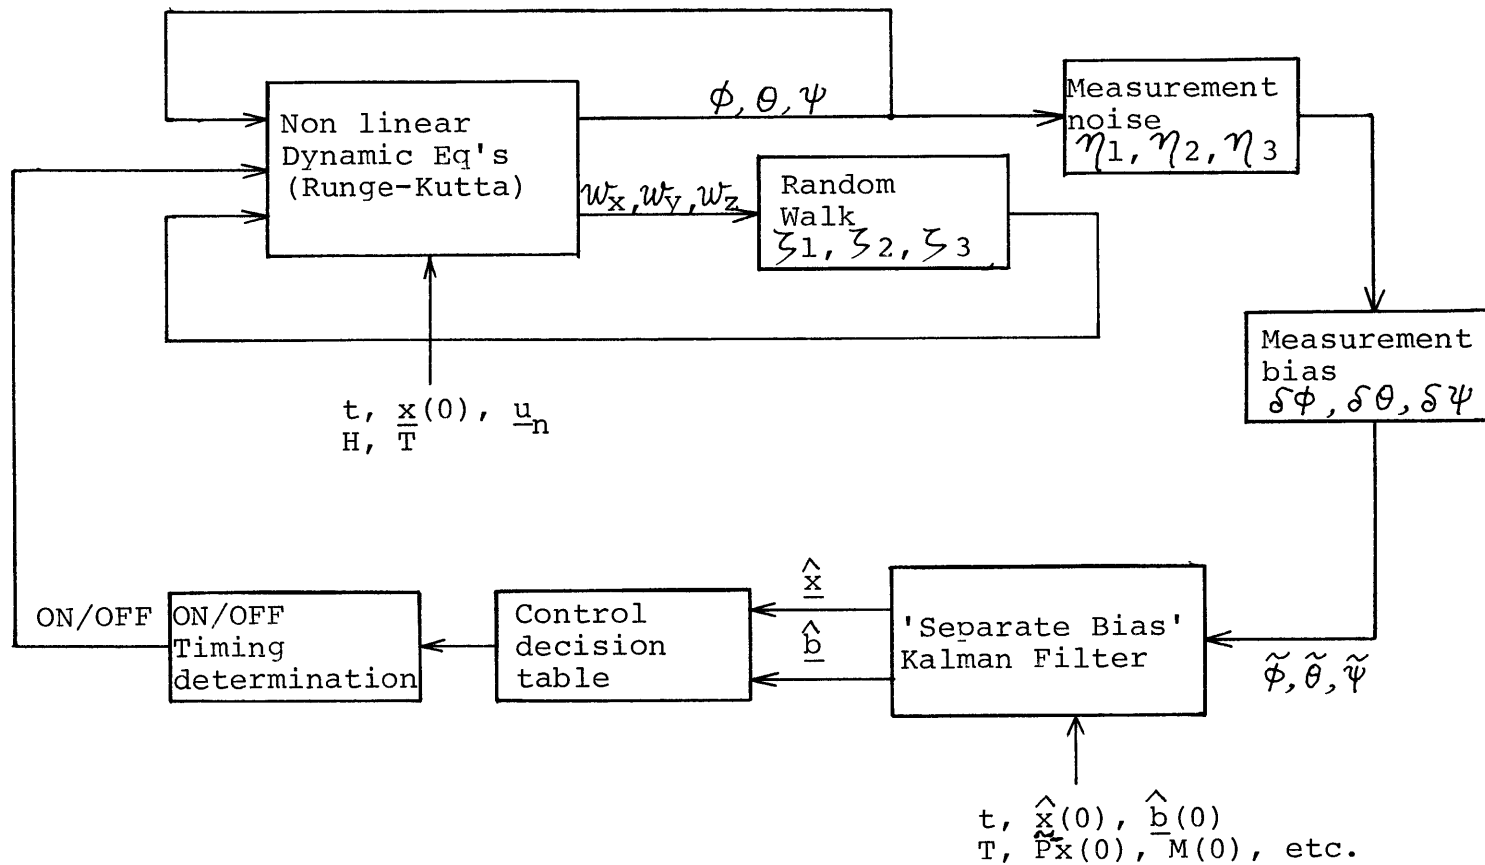 Non linear
Dynamic Eq's
(Runge-Kutta)
ϕ, θ, ψ
Measurement
noise
η1, η2, η3
wx, wy, wz
Random
Walk
ζ1, ζ2, ζ3
Measurement
bias
δϕ, δθ, δψ
t, x(0), un
H, T
ON/OFF
ON/OFF
Timing
determination
Control
decision
table
x̂
b̂
'Separate Bias'
Kalman Filter
ϕ̃, θ̃, ψ̃
t, x̂(0), b̂(0)
T, P̃x(0), M(0), etc.